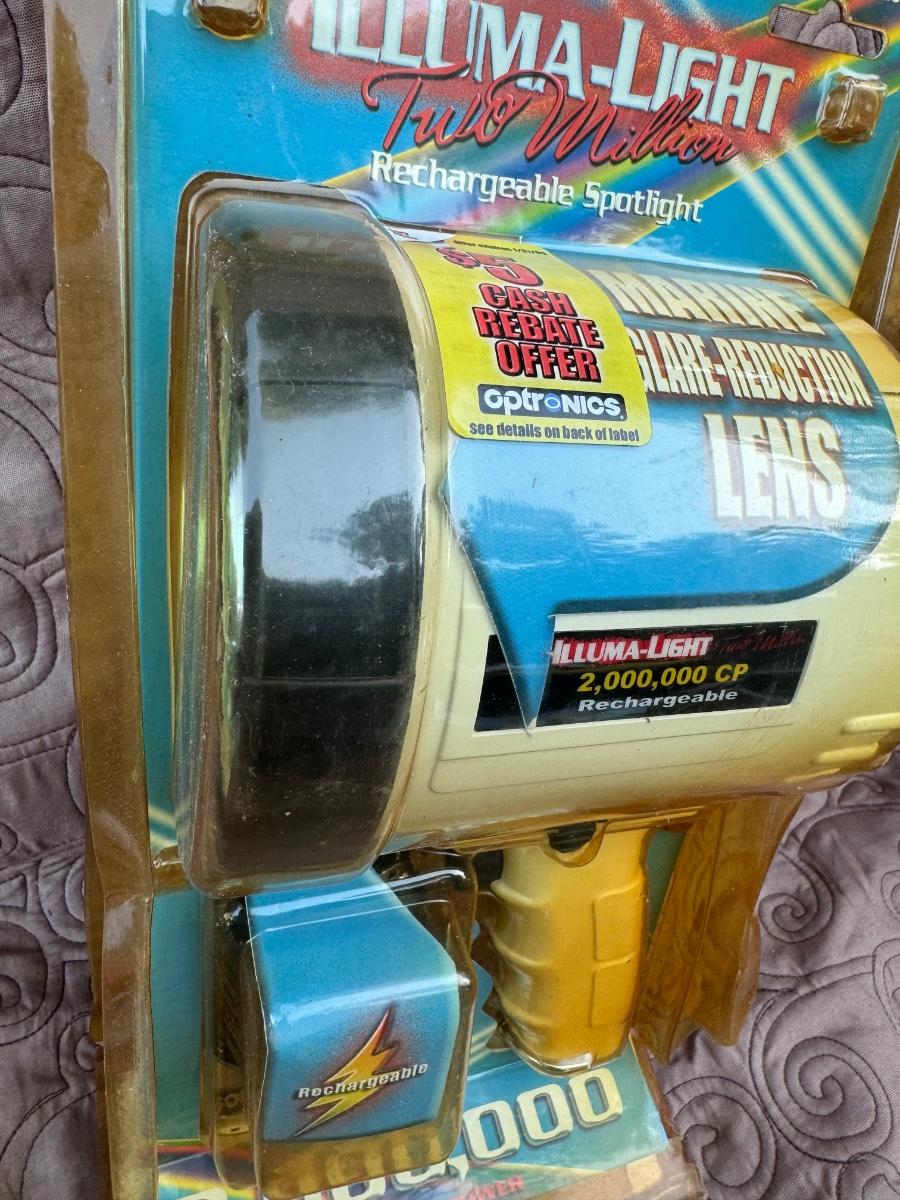 ILLUMA-LIGHT
Two Million
Rechargeable Spotlight
$5
CASH
REBATE
OFFER
OPTRONICS
see details on back of label
MARINE
GLARE-REDUCTION
LENS
ILLUMA-LIGHT Two Million
2,000,000 CP
Rechargeable
Rechargeable